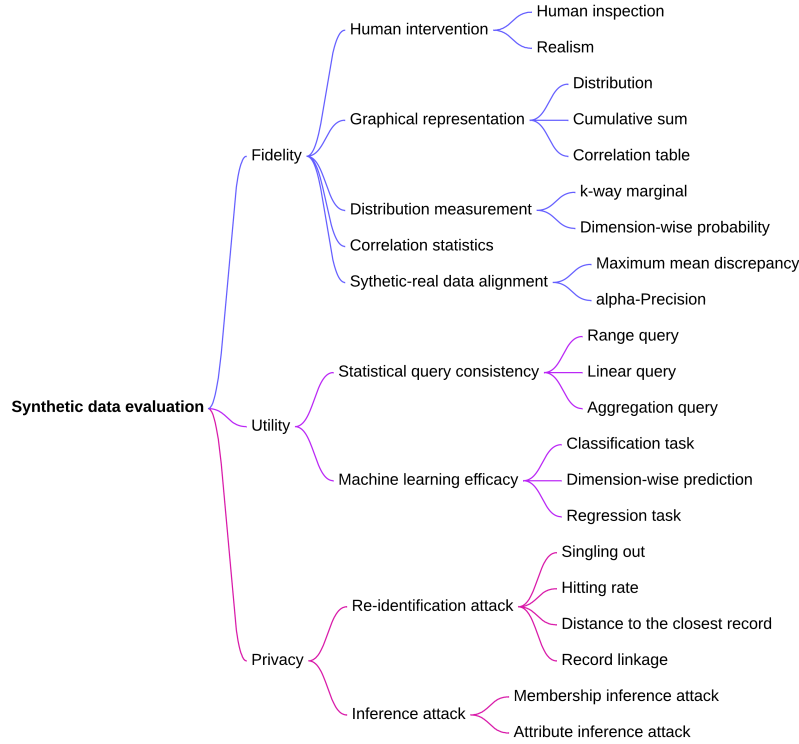 Human inspection
Human intervention
Realism
Distribution
Graphical representation
Cumulative sum
Correlation table
Fidelity
k-way marginal
Distribution measurement
Dimension-wise probability
Correlation statistics
Maximum mean discrepancy
Sythetic-real data alignment
alpha-Precision
Range query
Statistical query consistency
Linear query
Synthetic data evaluation
Aggregation query
Utility
Classification task
Machine learning efficacy
Dimension-wise prediction
Regression task
Singling out
Hitting rate
Re-identification attack
Distance to the closest record
Privacy
Record linkage
Membership inference attack
Inference attack
Attribute inference attack